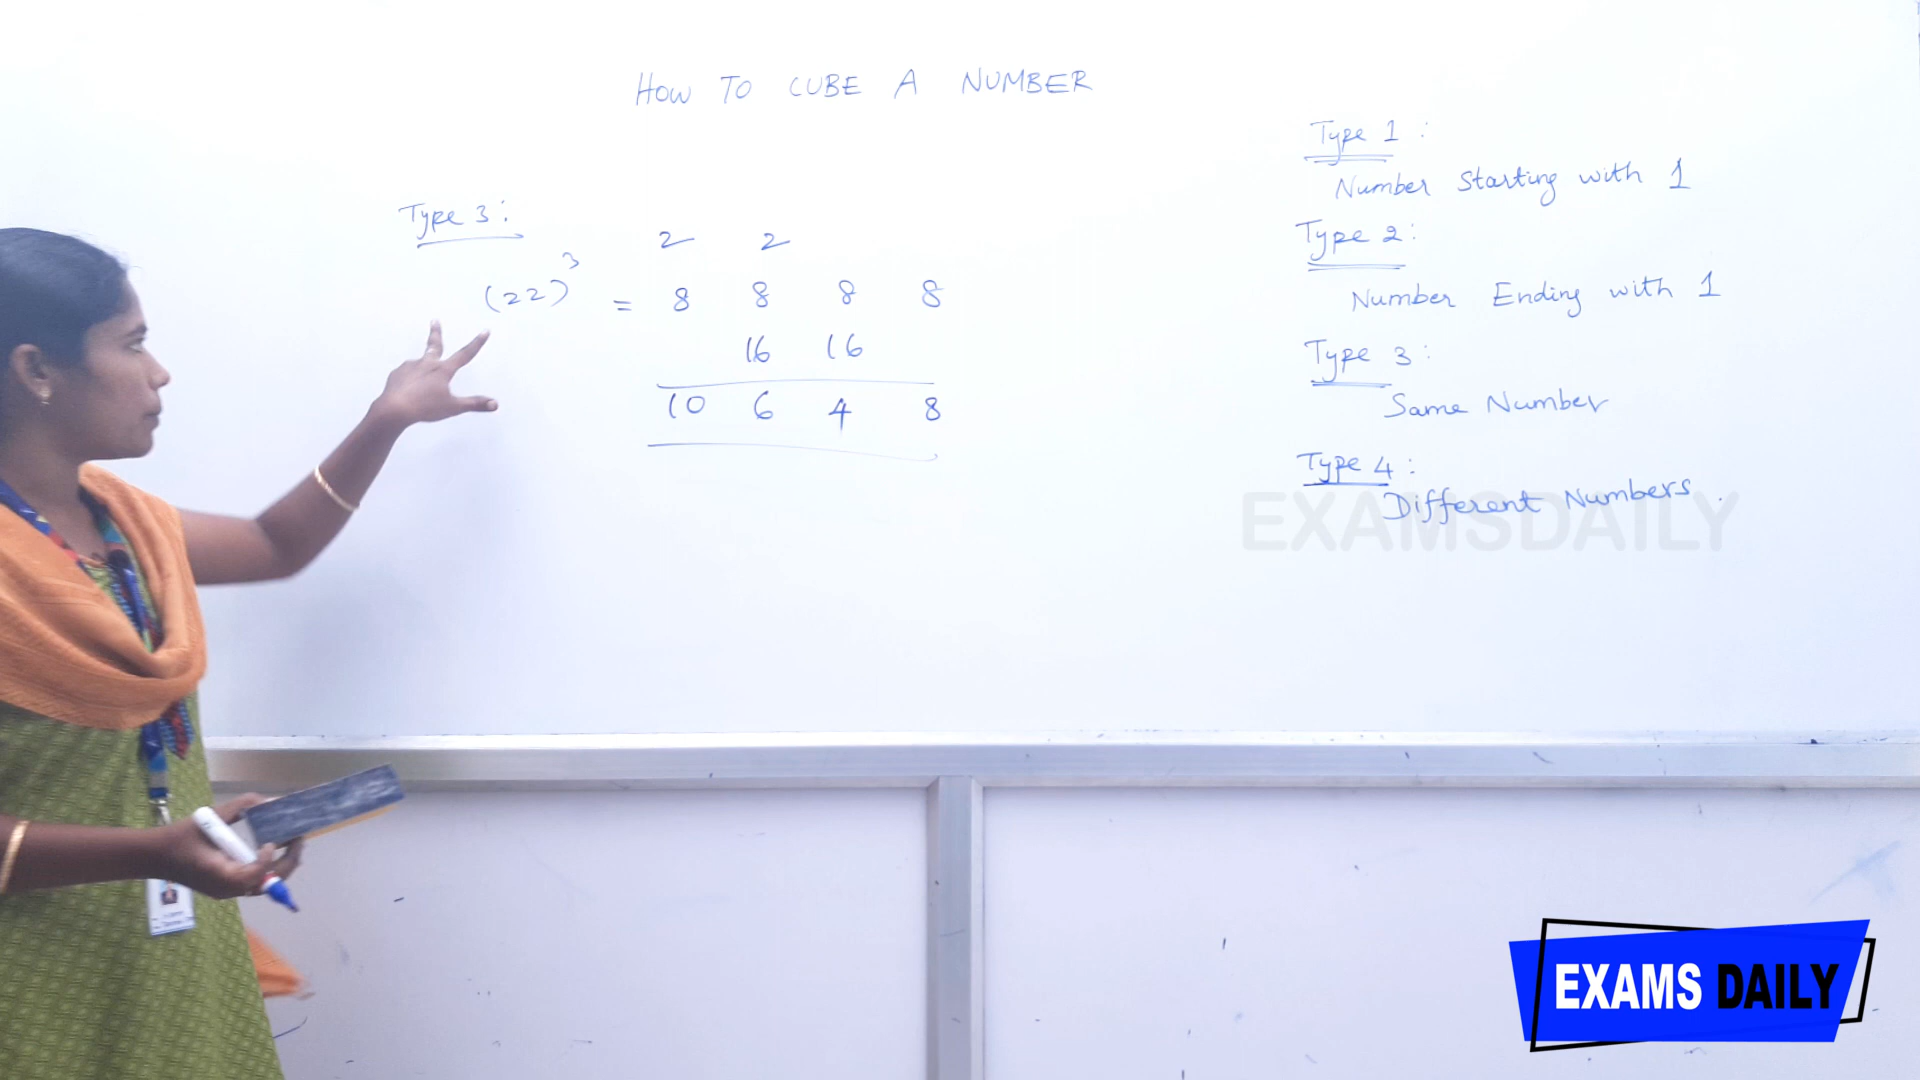 HOW TO CUBE A NUMBER
Type 3:
2 2
(22)³ = 8 8 8 8
16 16
10 6 4 8
Type 1 :
Number Starting with 1
Type 2:
Number Ending with 1
Type 3 :
Same Number
Type 4 :
Different Numbers.
EXAMSDAILY
EXAMS DAILY